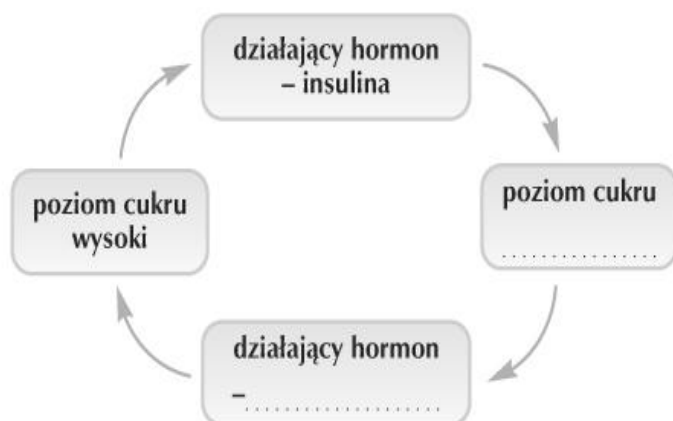 działający hormon
– insulina
poziom cukru
wysoki
poziom cukru
................
działający hormon
–....................